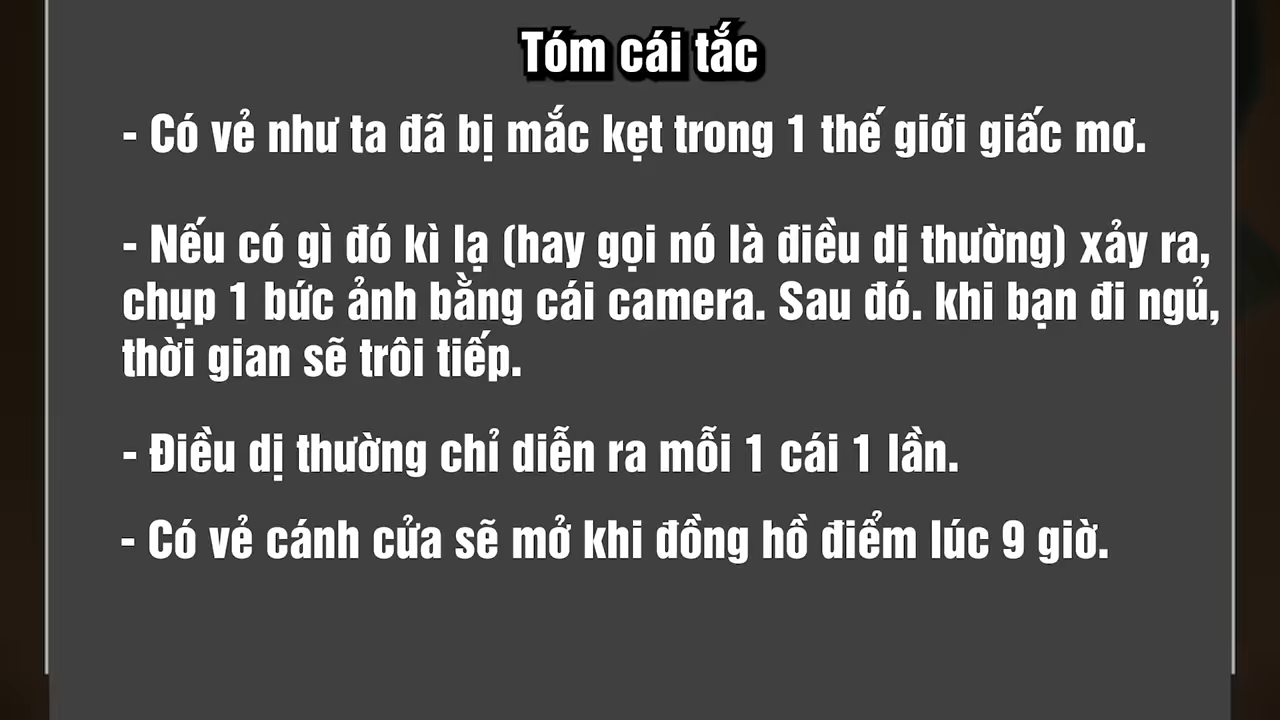 Tóm cái tắc
- Có vẻ như ta đã bị mắc kẹt trong 1 thế giới giấc mơ.
- Nếu có gì đó kì lạ (hay gọi nó là điều dị thường) xảy ra,
chụp 1 bức ảnh bằng cái camera. Sau đó. khi bạn đi ngủ,
thời gian sẽ trôi tiếp.
- Điều dị thường chỉ diễn ra mỗi 1 cái 1 lần.
- Có vẻ cánh cửa sẽ mở khi đồng hồ điểm lúc 9 giờ.